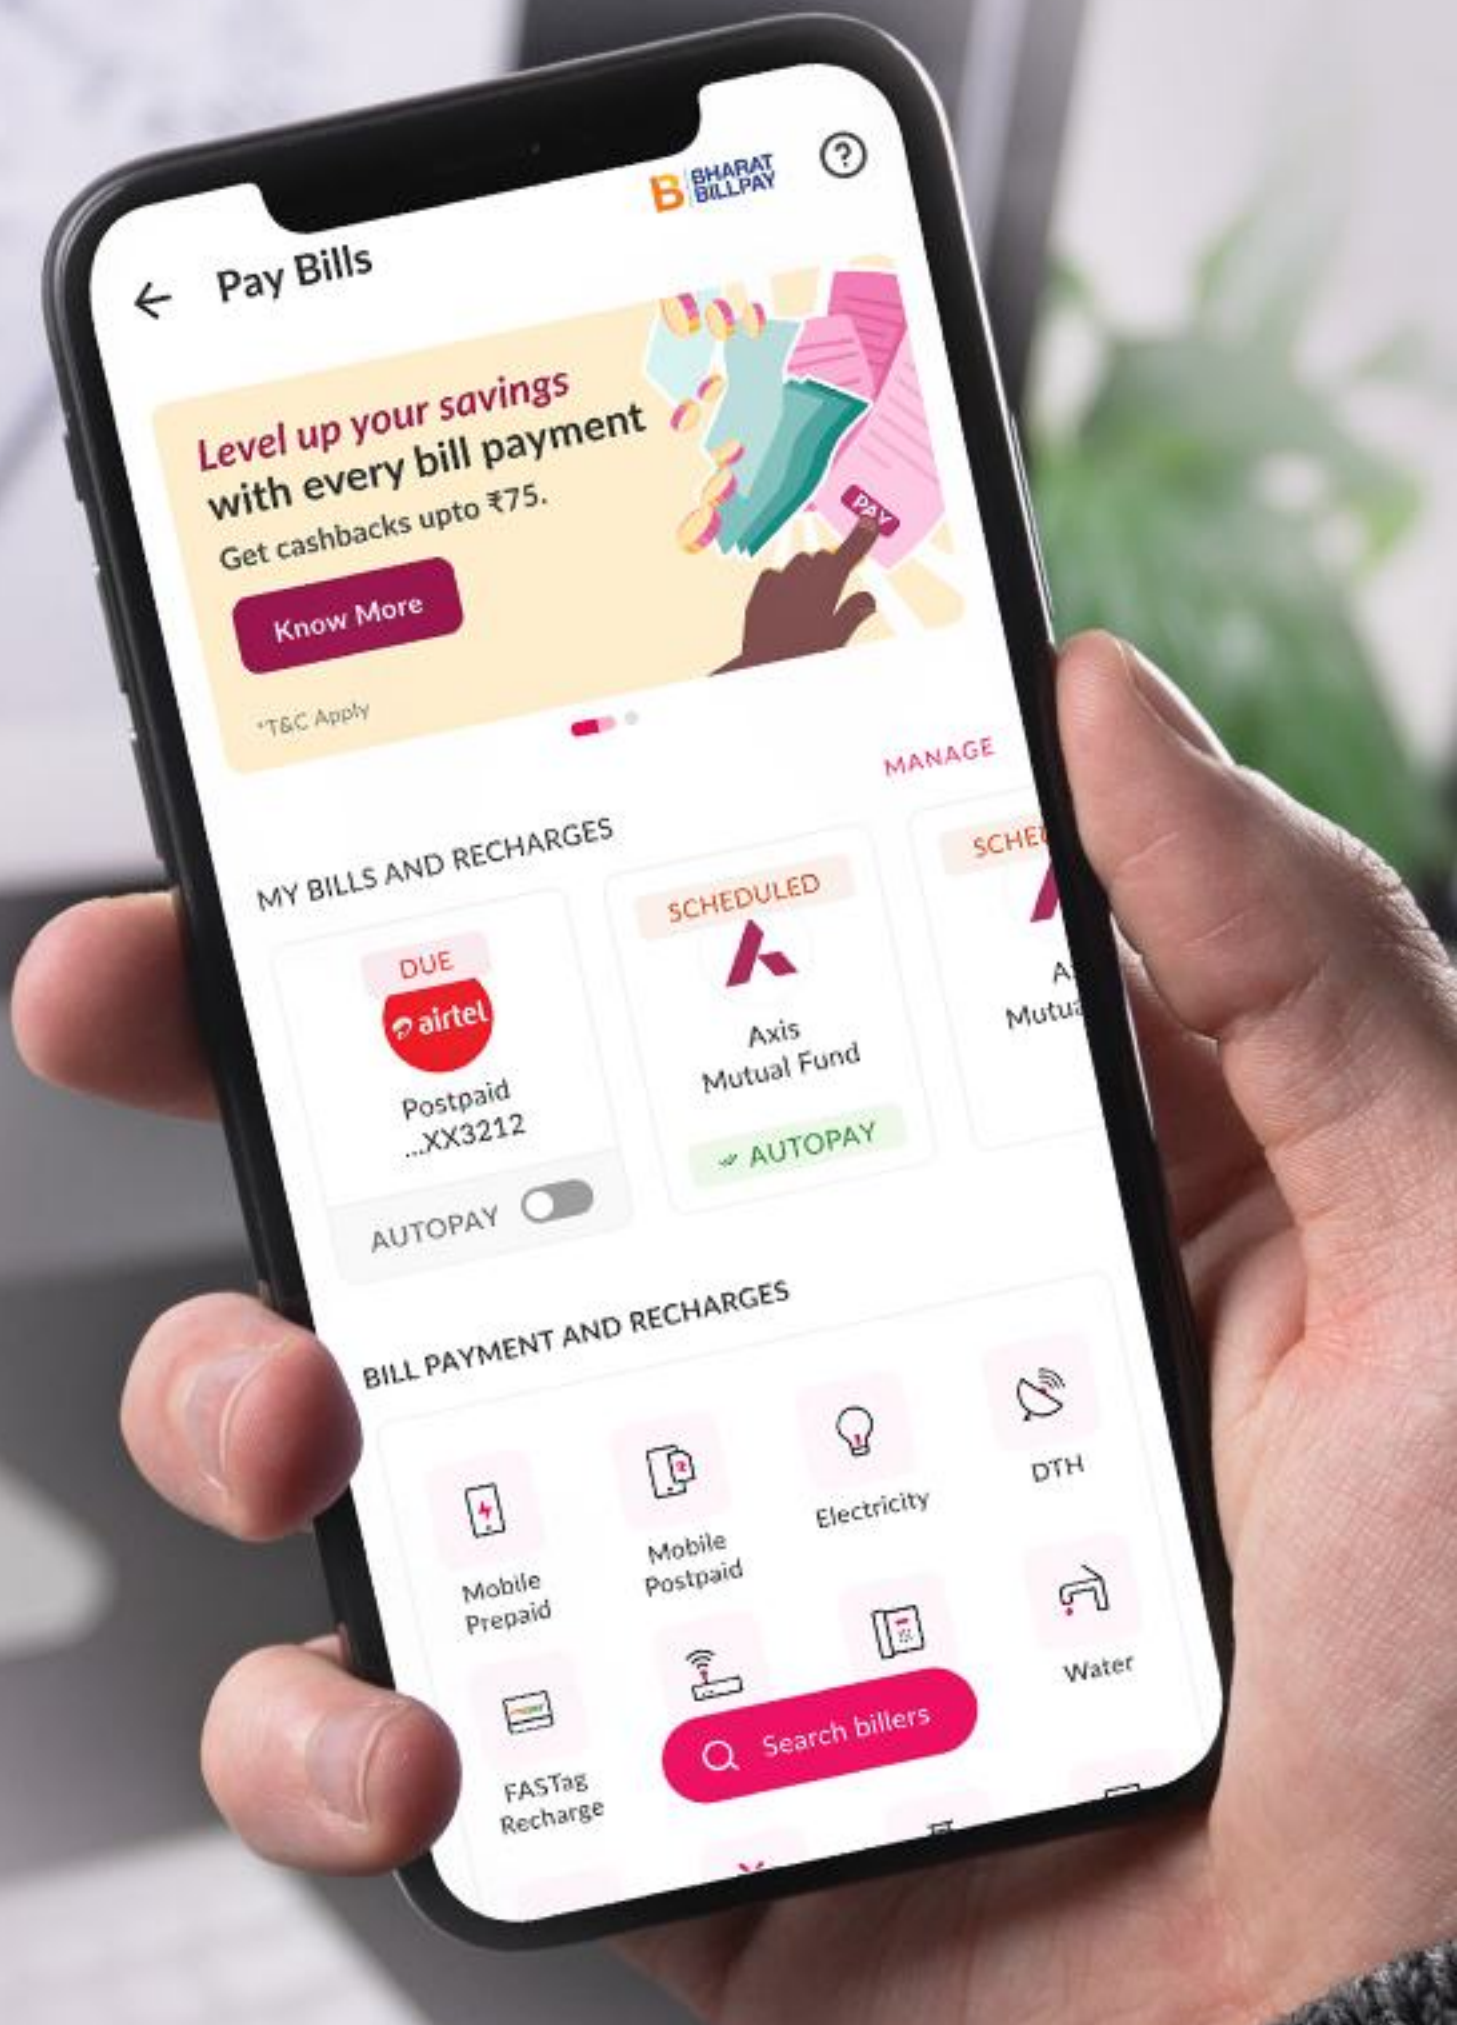 BHARAT
BILLPAY
Pay Bills
Level up your savings
with every bill payment
Get cashbacks upto ₹75.
PAY
Know More
*T&C Apply
MANAGE
MY BILLS AND RECHARGES
DUE
airtel
Postpaid
...XX3212
AUTOPAY
SCHEDULED
Axis
Mutual Fund
AUTOPAY
BILL PAYMENT AND RECHARGES
Mobile
Prepaid
Mobile
Postpaid
Electricity
DTH
FASTag
Recharge
Water
Search billers